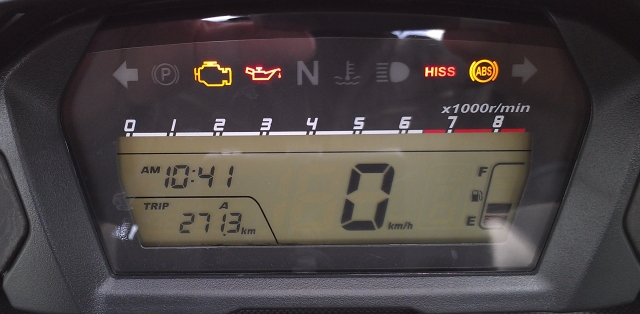 P N HISS ABS
x1000r/min
0 1 2 3 4 5 6 7 8
AM 10:41
TRIP A
271.3 km
0 km/h
F
E